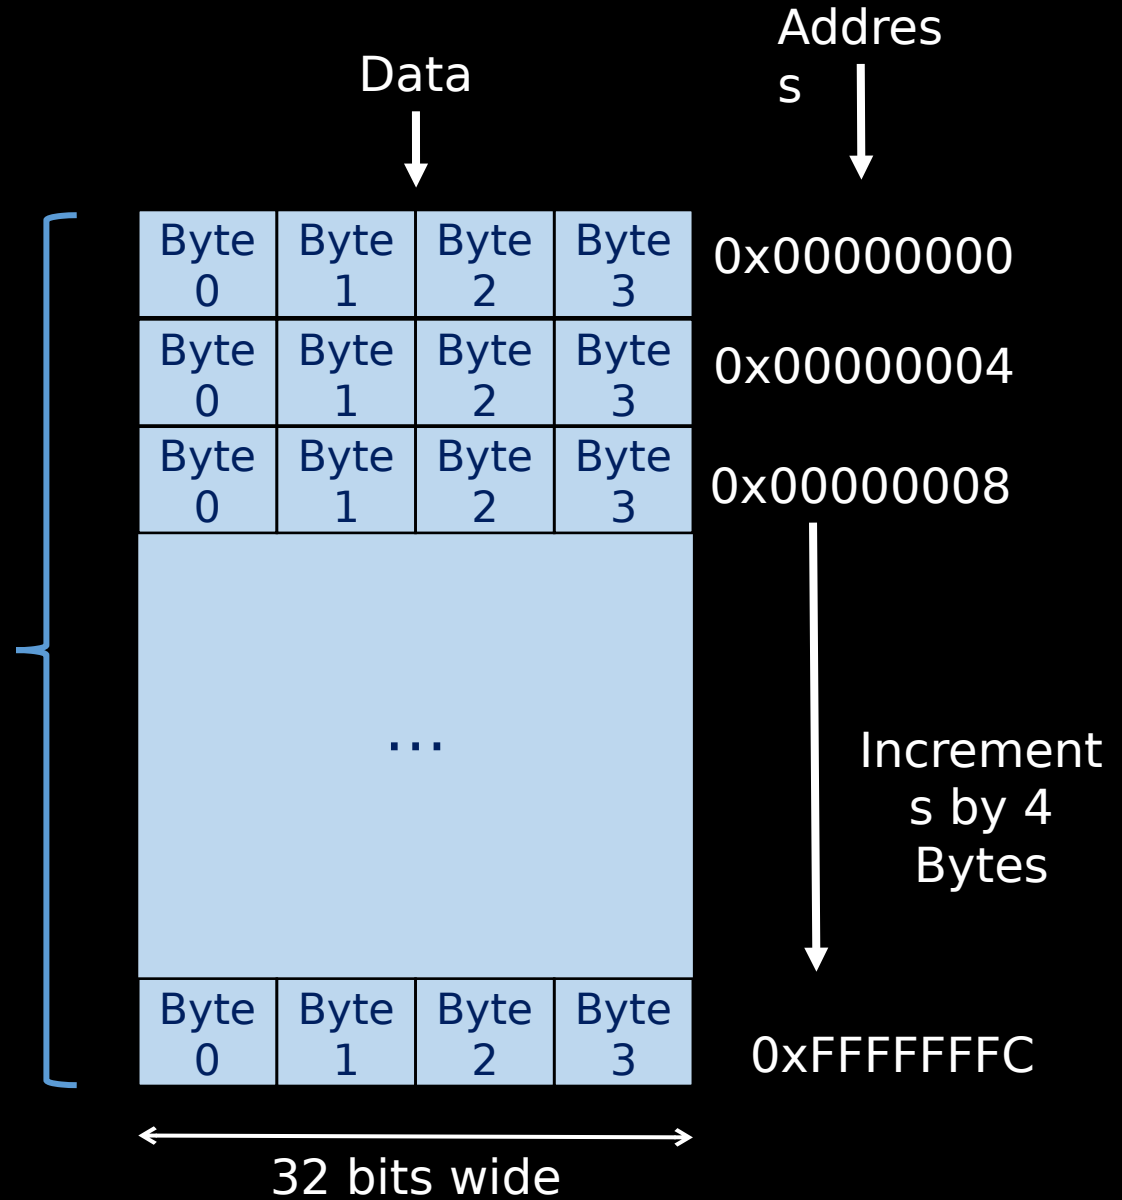 Addres
s
Data
Byte Byte Byte Byte
0 1 2 3
0x00000000
Byte Byte Byte Byte
0 1 2 3
0x00000004
Byte Byte Byte Byte
0 1 2 3
0x00000008
...
Increment
s by 4
Bytes
Byte Byte Byte Byte
0 1 2 3
0xFFFFFFFC
32 bits wide